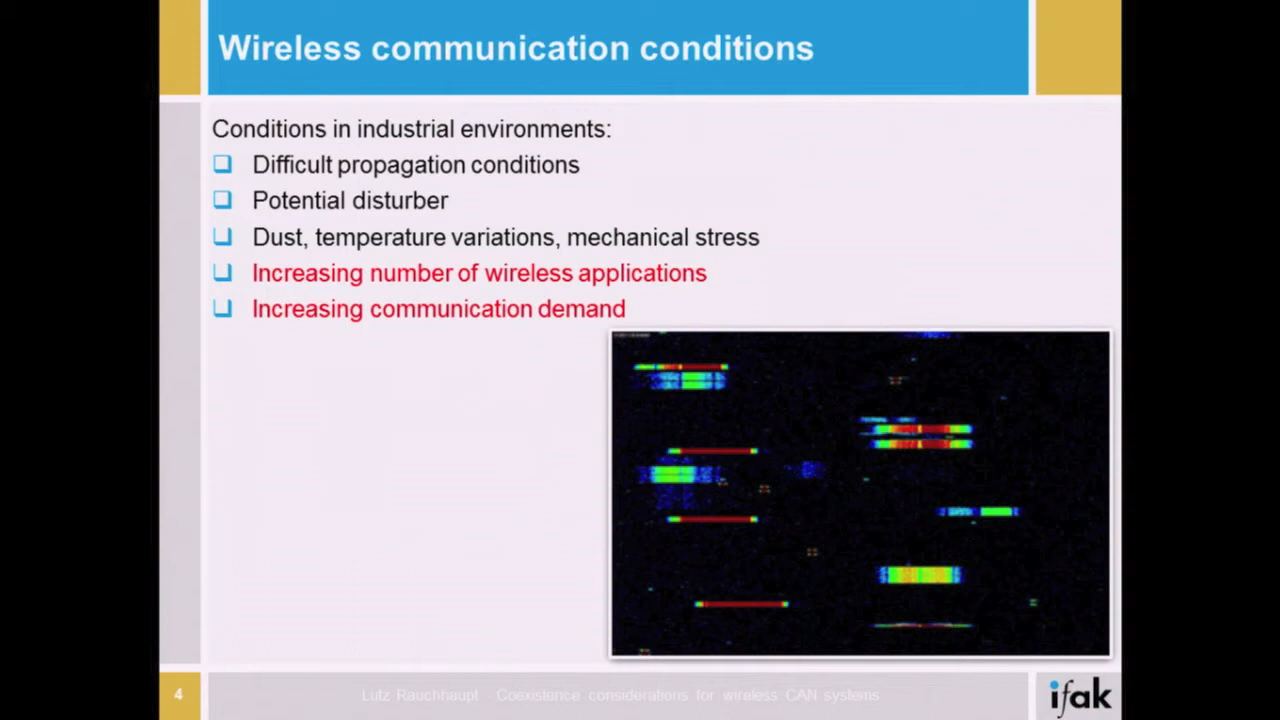 Wireless communication conditions
Conditions in industrial environments:
Difficult propagation conditions
Potential disturber
Dust, temperature variations, mechanical stress
Increasing number of wireless applications
Increasing communication demand
4
Lutz Rauchhaupt - Coexistence considerations for wireless CAN systems
ifak